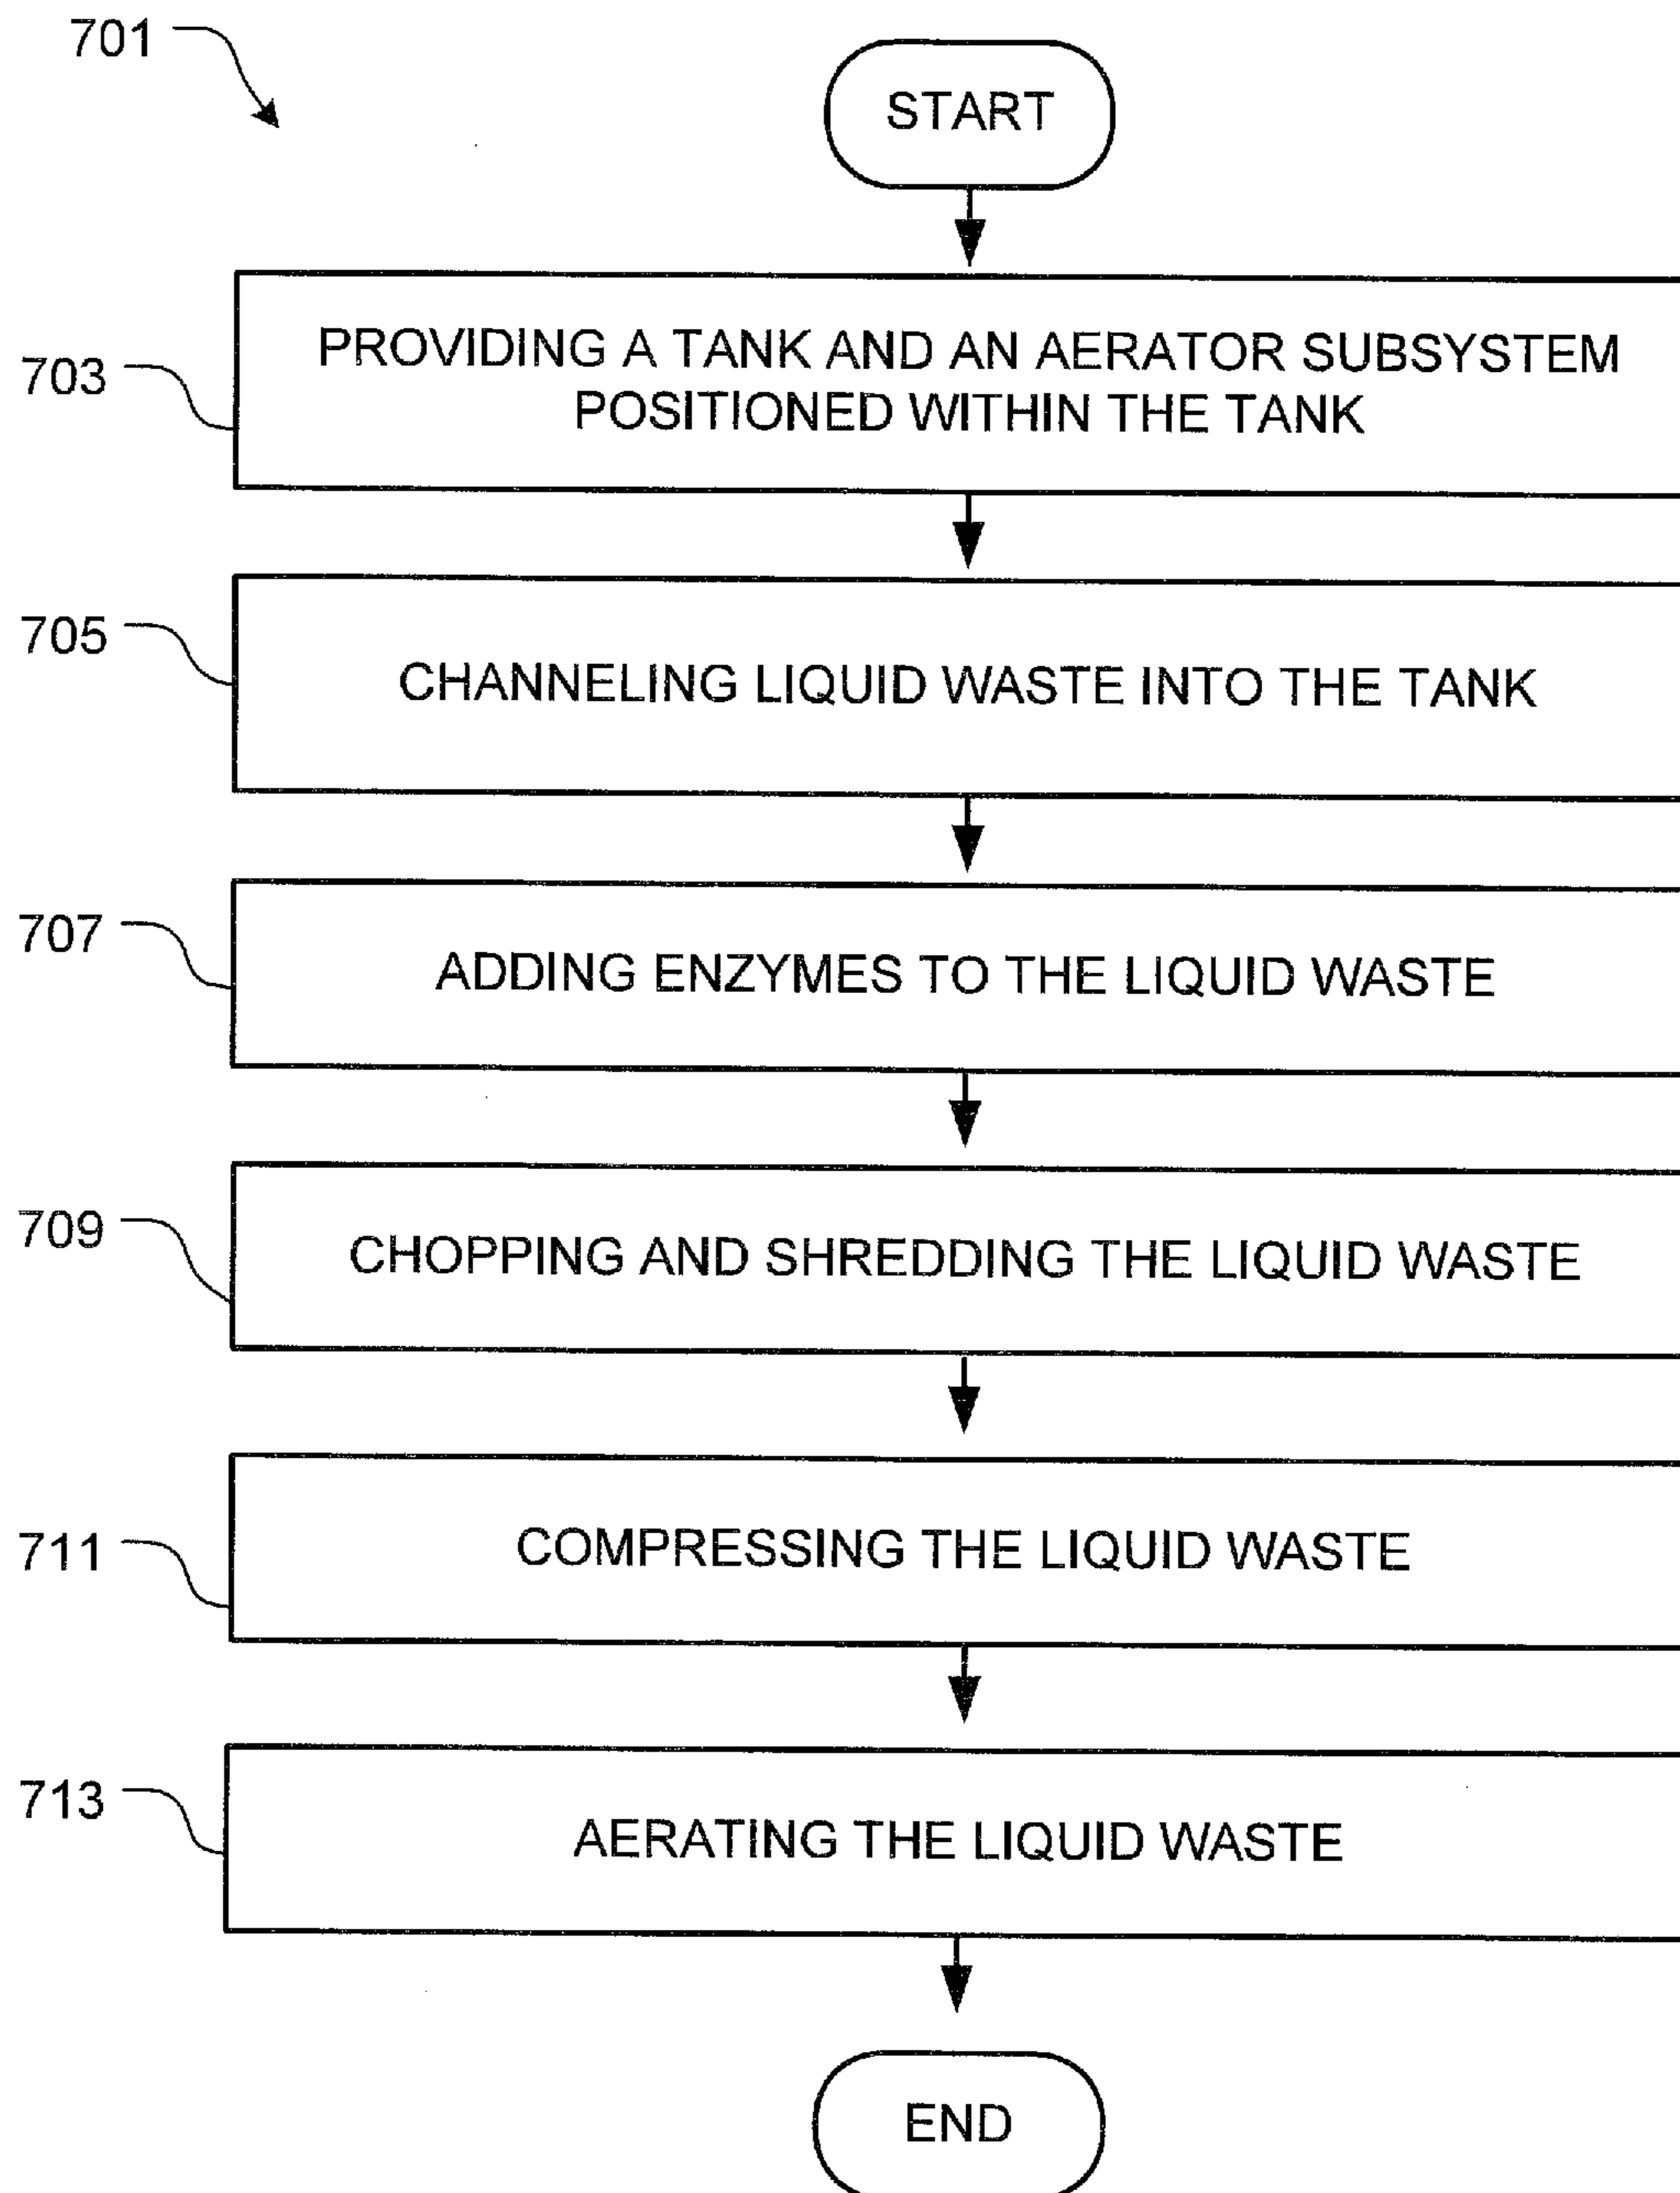 701
START
703
PROVIDING A TANK AND AN AERATOR SUBSYSTEM
POSITIONED WITHIN THE TANK
705
CHANNELING LIQUID WASTE INTO THE TANK
707
ADDING ENZYMES TO THE LIQUID WASTE
709
CHOPPING AND SHREDDING THE LIQUID WASTE
711
COMPRESSING THE LIQUID WASTE
713
AERATING THE LIQUID WASTE
END